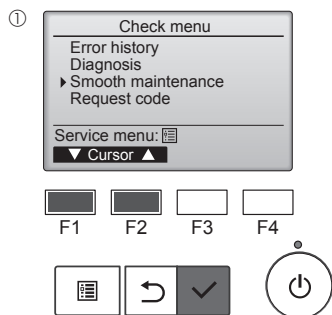 ①
Check menu
Error history
Diagnosis
Smooth maintenance
Request code
Service menu:
▼ Cursor ▲
F1 F2 F3 F4